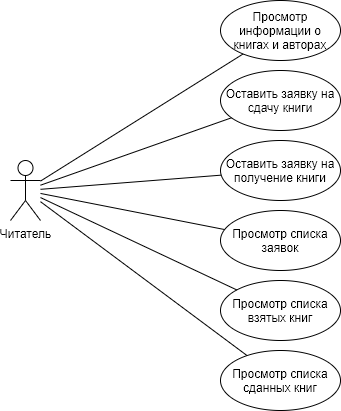 Просмотр
информации о
книгах и авторах
Оставить заявку на
сдачу книги
Оставить заявку на
получение книги
Читатель
Просмотр списка
заявок
Просмотр списка
взятых книг
Просмотр списка
сданных книг